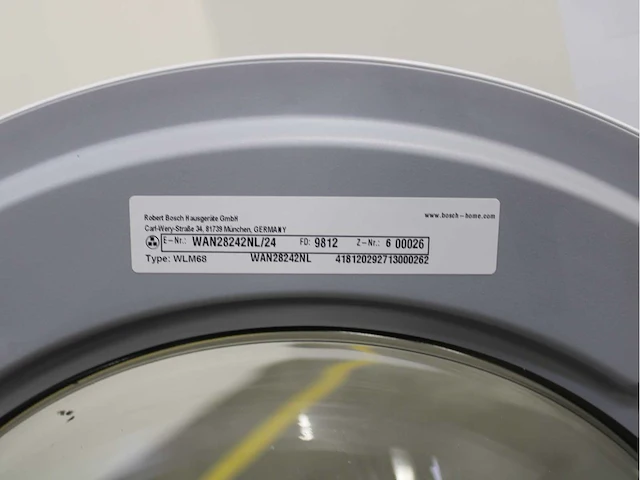 Robert Bosch Hausgeräte GmbH
www.bosch-home.com
Carl-Wery-Straße 34, 81739 München, GERMANY
E-Nr.: WAN28242NL/24 FD: 9812 Z-Nr.: 6 00026
Type: WLM68 WAN28242NL 418120292713000262